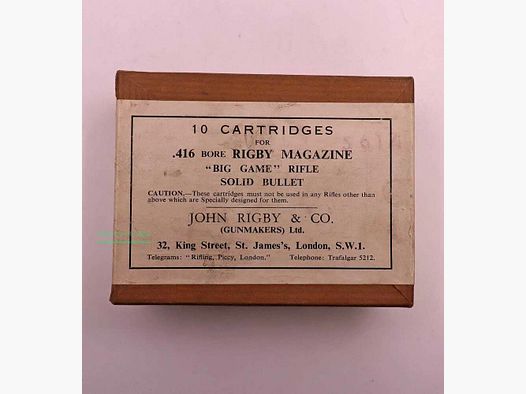 10 CARTRIDGES
FOR
.416 BORE RIGBY MAGAZINE
"BIG GAME" RIFLE
SOLID BULLET
CAUTION.—These cartridges must not be used in any Rifles other than
above which are Specially designed for them.
JOHN RIGBY & CO.
(GUNMAKERS) Ltd.
32, King Street, St. James's, London, S.W.1.
Telegrams: "Rifling, Piccy, London." Telephone: Trafalgar 5212.